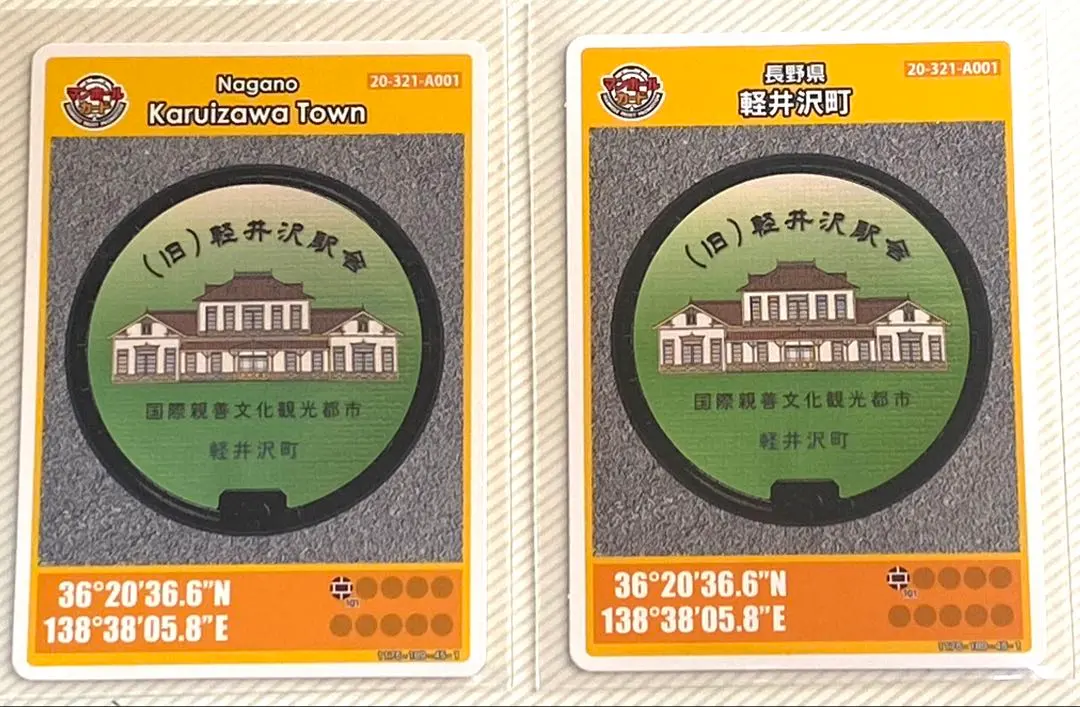 マンホール
カード
Nagano
Karuizawa Town
20-321-A001
(旧)軽井沢駅舎
国際親善文化観光都市
軽井沢町
36°20'36.6"N
138°38'05.8"E
101
マンホール
カード
長野県
軽井沢町
20-321-A001
(旧)軽井沢駅舎
国際親善文化観光都市
軽井沢町
36°20'36.6"N
138°38'05.8"E
101